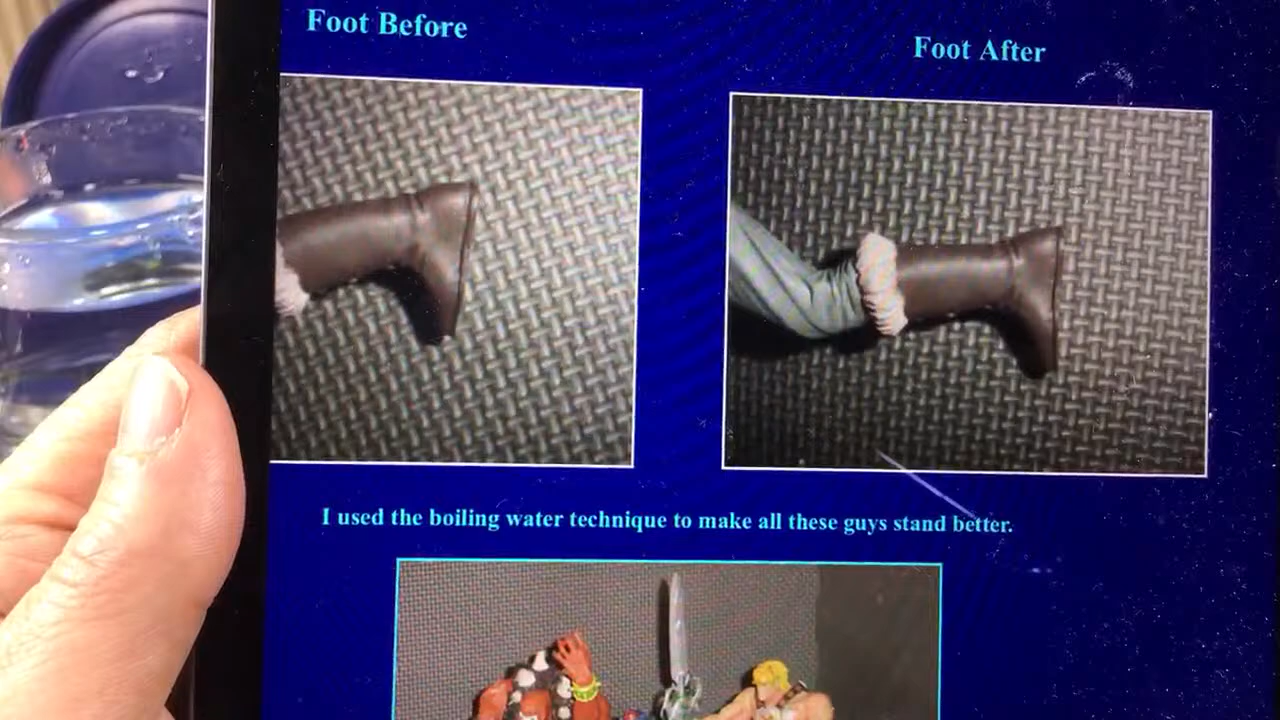 Foot Before
Foot After
I used the boiling water technique to make all these guys stand better.